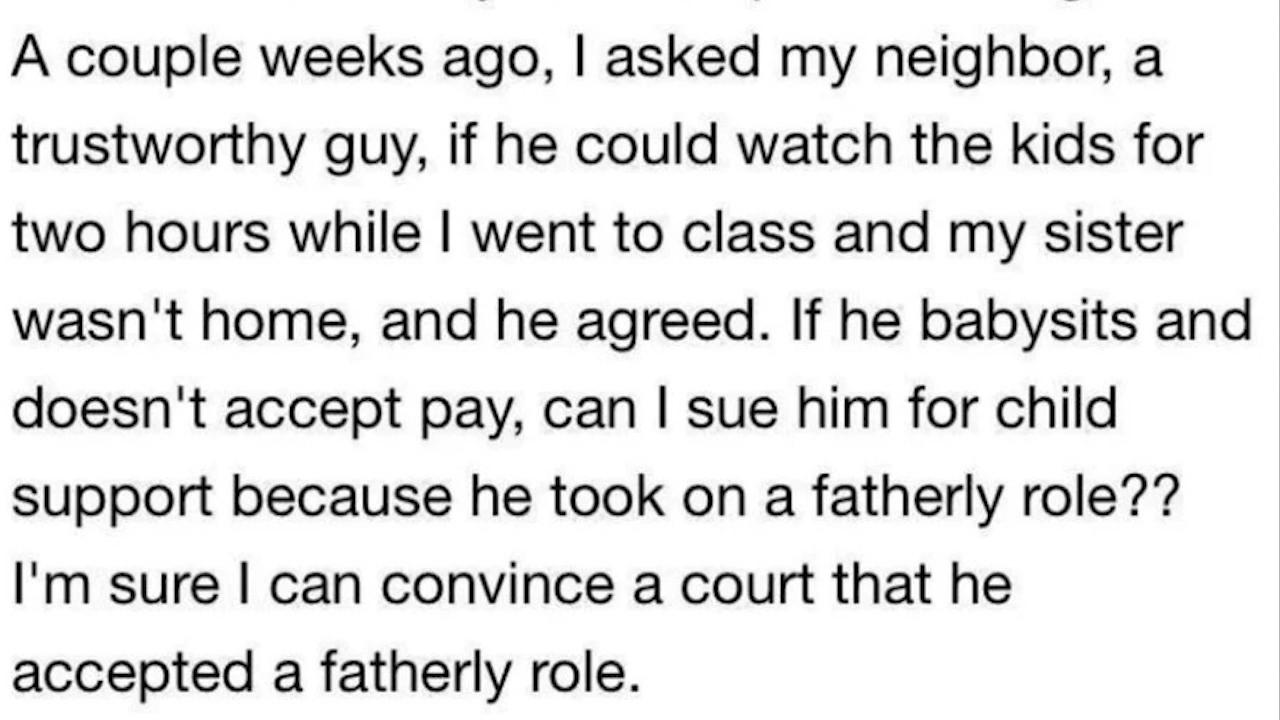 A couple weeks ago, I asked my neighbor, a
trustworthy guy, if he could watch the kids for
two hours while I went to class and my sister
wasn't home, and he agreed. If he babysits and
doesn't accept pay, can I sue him for child
support because he took on a fatherly role??
I'm sure I can convince a court that he
accepted a fatherly role.